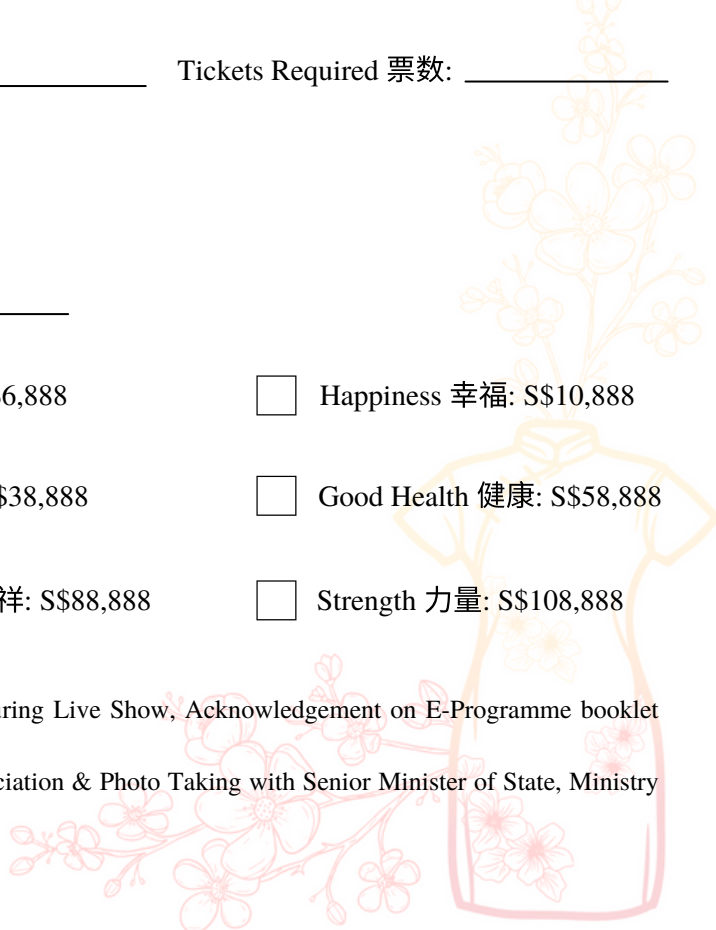 Tickets Required 票数:
6,888
Happiness 幸福: S$10,888
$38,888
Good Health 健康: S$58,888
祥: S$88,888
Strength 力量: S$108,888
uring Live Show, Acknowledgement on E-Programme booklet
ciation & Photo Taking with Senior Minister of State, Ministry